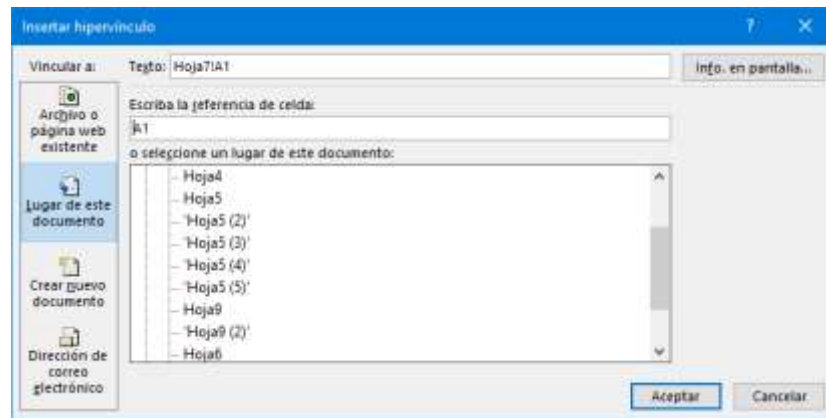 Insertar hipervínculo
?
Vincular a:
Texto: Hoja7!A1
Info. en pantalla...
Archivo o
página web
existente
Lugar de este
documento
Crear nuevo
documento
Dirección de
correo
electrónico
Escriba la referencia de celda:
A1
o seleccione un lugar de este documento:
Hoja4
Hoja5
'Hoja5 (2)'
'Hoja5 (3)'
'Hoja5 (4)'
'Hoja5 (5)'
Hoja9
'Hoja9 (2)'
Hoja6
Aceptar
Cancelar